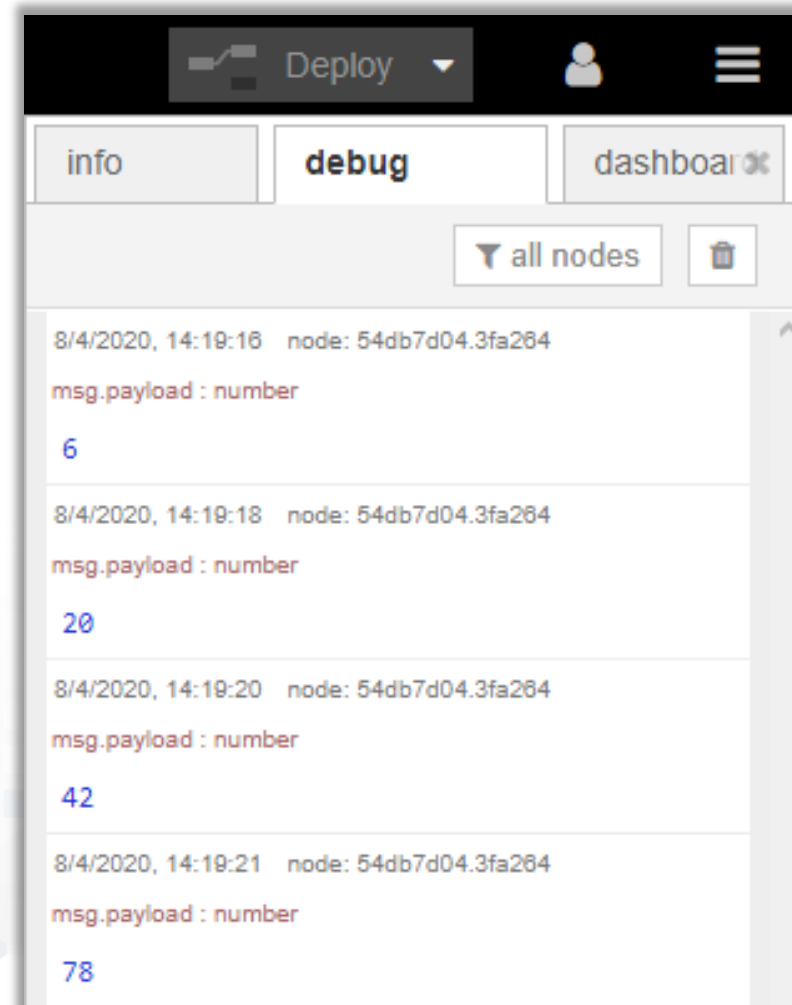 Deploy
info debug dashboar
all nodes
8/4/2020, 14:19:16 node: 54db7d04.3fa264
msg.payload : number
6
8/4/2020, 14:19:18 node: 54db7d04.3fa264
msg.payload : number
20
8/4/2020, 14:19:20 node: 54db7d04.3fa264
msg.payload : number
42
8/4/2020, 14:19:21 node: 54db7d04.3fa264
msg.payload : number
78